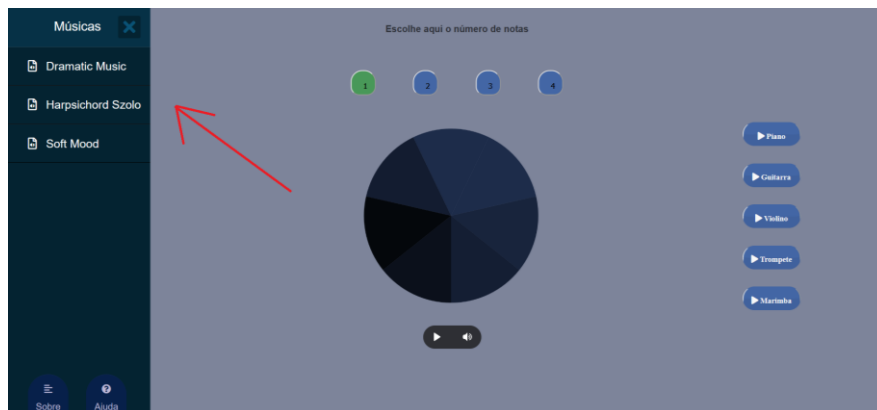 Músicas
Escolhe aqui o número de notas
Dramatic Music
Harpsichord Szolo
Soft Mood
1
2
3
4
Piano
Guitarra
Violino
Trompete
Marimba
Sobre
Ajuda